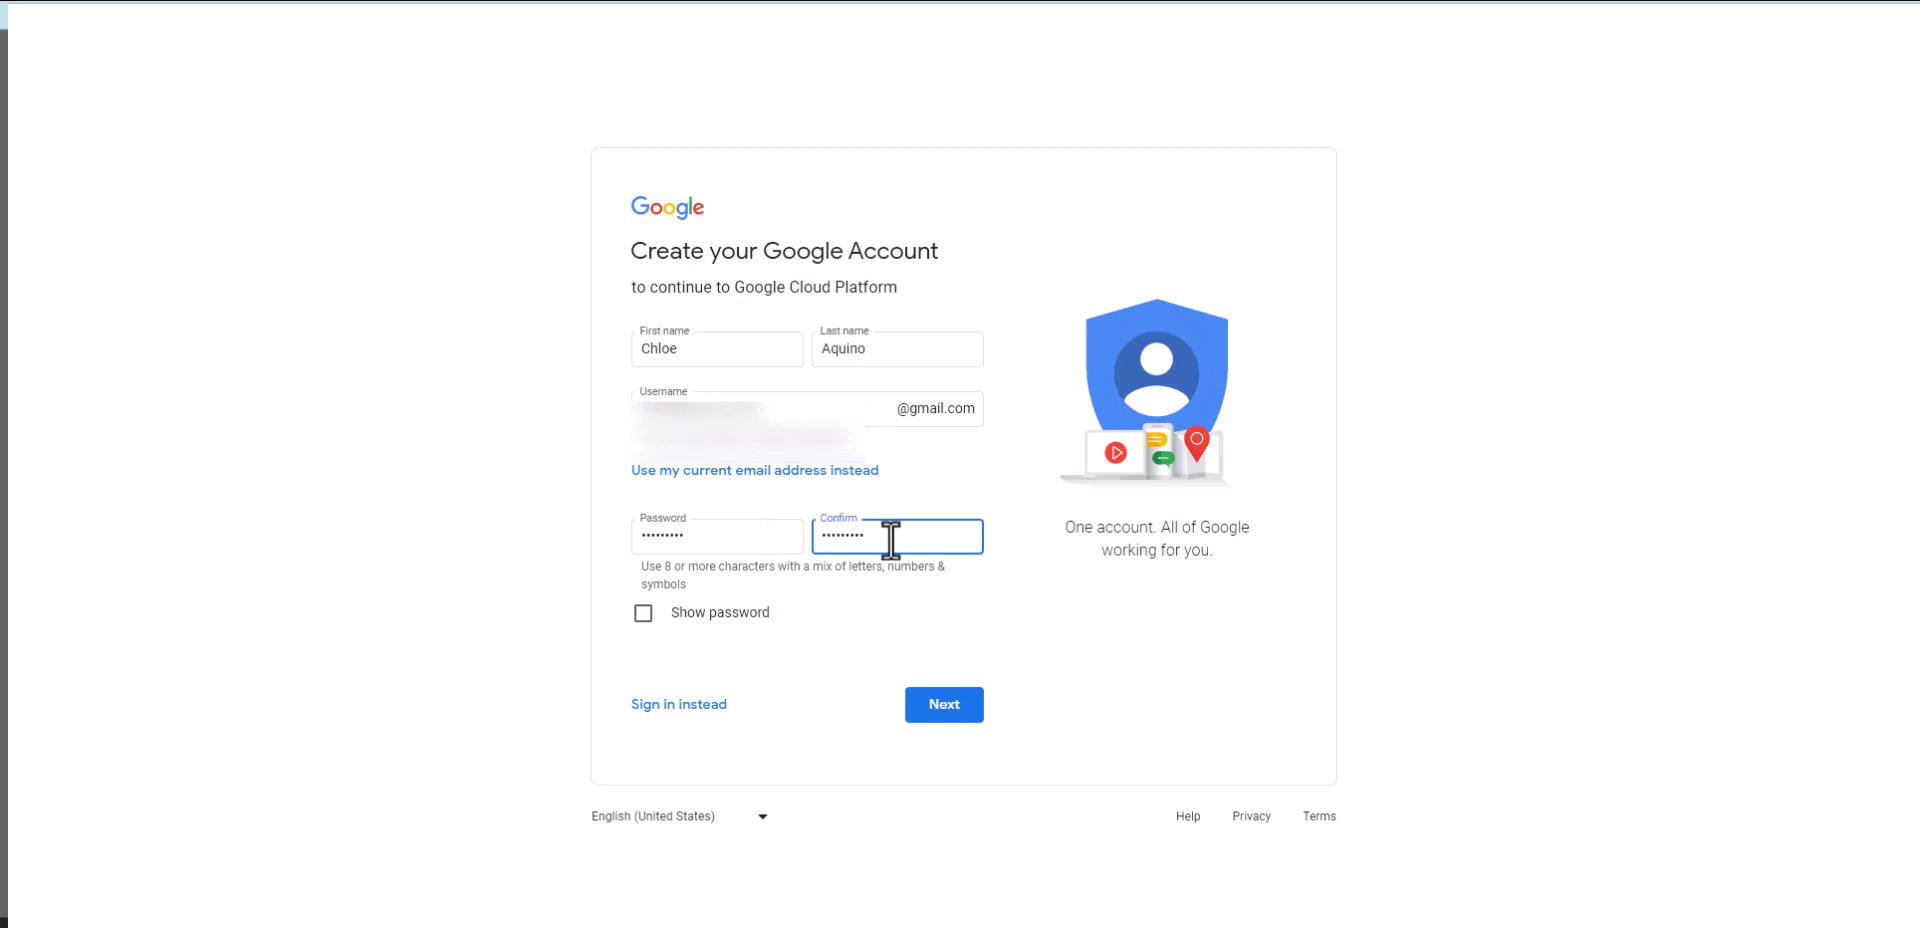 Google
Create your Google Account
to continue to Google Cloud Platform
First name
Chloe
Last name
Aquino
Username
@gmail.com
Use my current email address instead
Password
•••••••••
Confirm
•••••••••
Use 8 or more characters with a mix of letters, numbers &
symbols
Show password
Sign in instead
Next
One account. All of Google
working for you.
English (United States)
Help
Privacy
Terms